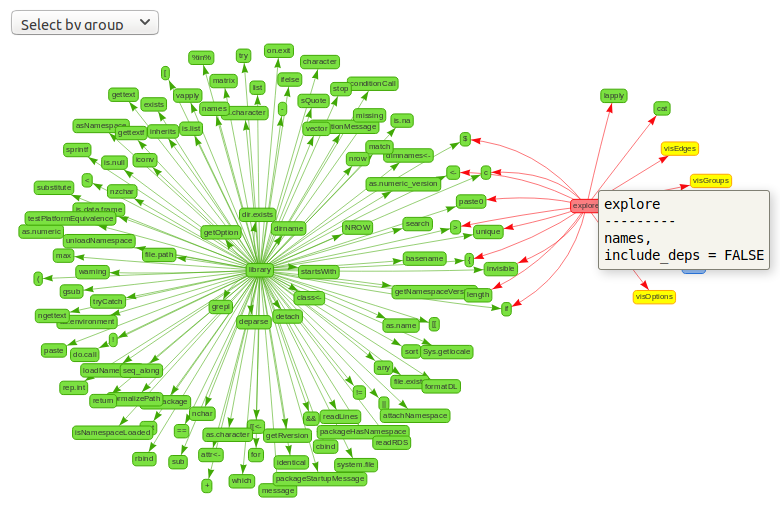 Select by group
on.exit
try
%in%
character
[
matrix
ifelse
stop
conditionCall
lapply
list
gettext
exists
vapply
names
sQuote
cat
.character
-
missing
is.na
asNamespace
gettextf
inherits
is.list
vector
match
$
visEdges
sprintf
is.null
iconv
nrow
dimnames<-
<
nzchar
as.numeric_version
<-
c
visGroups
substitute
is.data.frame
paste0
explore
testPlatformEquivalence
dir.exists
search
as.numeric
getOption
dirname
NROW
>
unique
unloadNamespace
max
file.path
basename
{
warning
library
startsWith
invisible
(
gsub
class<-
getNamespaceVers
length
visOptions
tryCatch
grepl
if
ngettext
environment
deparse
detach
as.name
[[
!
paste
do.call
sort
Sys.getlocale
loadName
seq_along
any
rep.int
file.exist
formatDL
return
normalizePath
package
!=
||
nchar
&&
readLines
attachNamespace
isNamespaceLoaded
==
as.character
[[<-
getRversion
packageHasNamespace
cbind
readRDS
rbind
sub
attr<-
for
identical
system.file
+
which
packageStartupMessage
message
explore
---------
names,
include_deps = FALSE